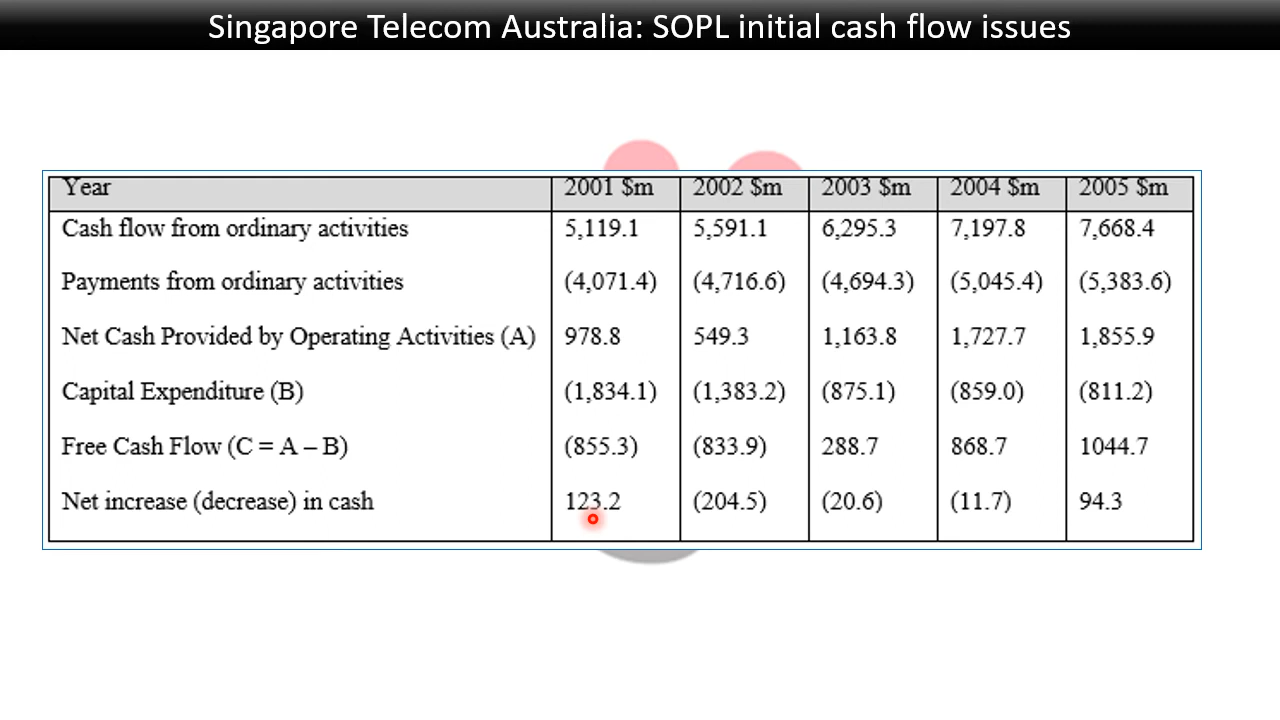 Singapore Telecom Australia: SOPL initial cash flow issues
Year 2001 $m 2002 $m 2003 $m 2004 $m 2005 $m
Cash flow from ordinary activities 5,119.1 5,591.1 6,295.3 7,197.8 7,668.4
Payments from ordinary activities (4,071.4) (4,716.6) (4,694.3) (5,045.4) (5,383.6)
Net Cash Provided by Operating Activities (A) 978.8 549.3 1,163.8 1,727.7 1,855.9
Capital Expenditure (B) (1,834.1) (1,383.2) (875.1) (859.0) (811.2)
Free Cash Flow (C = A – B) (855.3) (833.9) 288.7 868.7 1044.7
Net increase (decrease) in cash 123.2 (204.5) (20.6) (11.7) 94.3